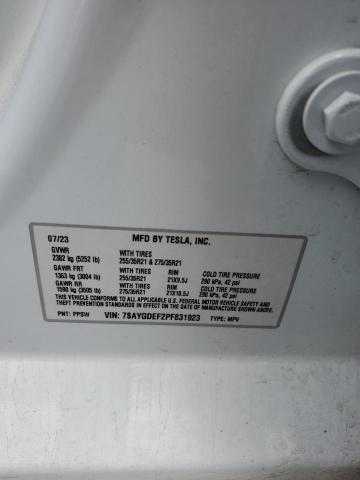 07/23 MFD BY TESLA, INC.
GVWR WITH TIRES
2382 kg (5252 lb) 255/35R21 & 275/35R21
GAWR FRT WITH TIRES RIM COLD TIRE PRESSURE
1363 kg (3004 lb) 255/35R21 21X9.5J 290 kPa, 42 psi
GAWR RR WITH TIRES RIM COLD TIRE PRESSURE
1590 kg (3505 lb) 275/35R21 21X10.5J 290 kPa, 42 psi
THIS VEHICLE CONFORMS TO ALL APPLICABLE FEDERAL MOTOR VEHICLE SAFETY AND
THEFT PREVENTION STANDARDS IN EFFECT ON THE DATE OF MANUFACTURE SHOWN ABOVE.
PNT: PPSW VIN: 7SAYGDEF2PF831923 TYPE: MPV